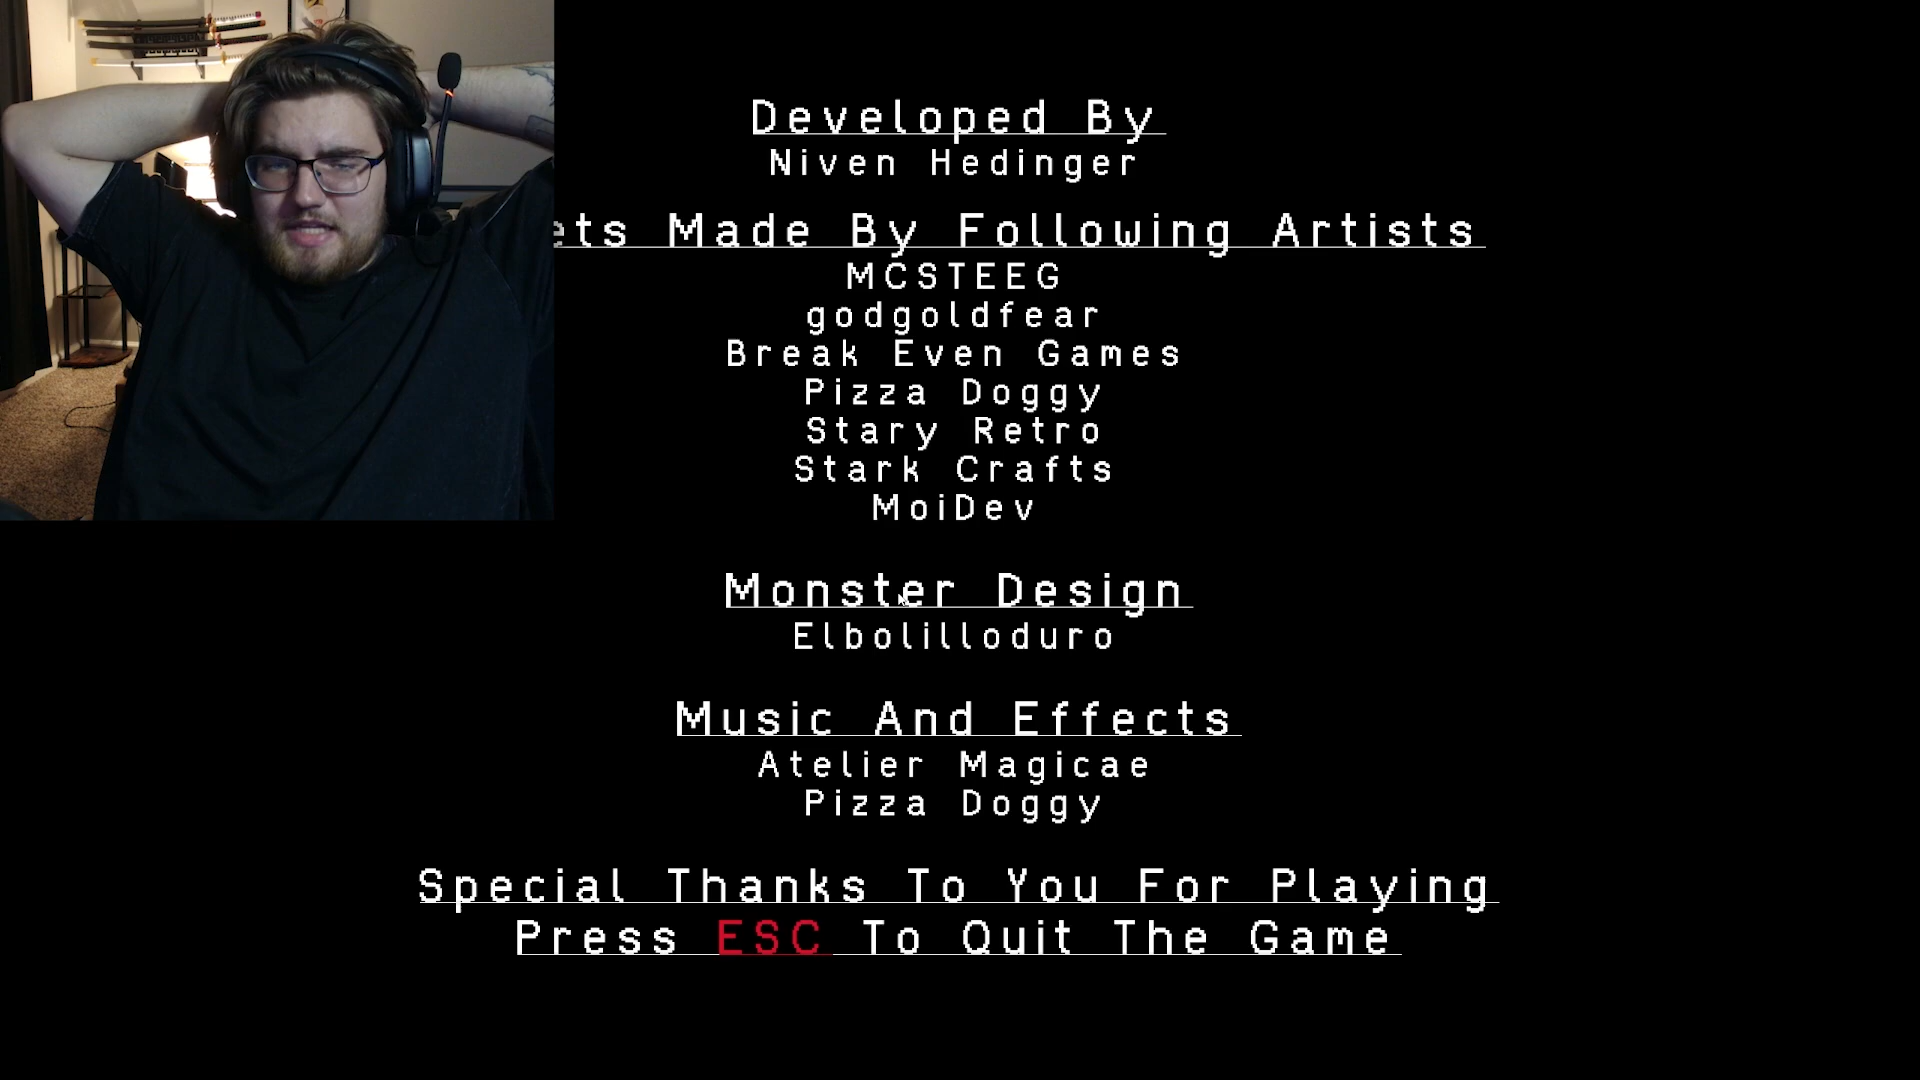 Developed By
Niven Hedinger
ets Made By Following Artists
MCSTEEG
godgoldfear
Break Even Games
Pizza Doggy
Stary Retro
Stark Crafts
MoiDev
Monster Design
Elbolilloduro
Music And Effects
Atelier Magicae
Pizza Doggy
Special Thanks To You For Playing
Press ESC To Quit The Game